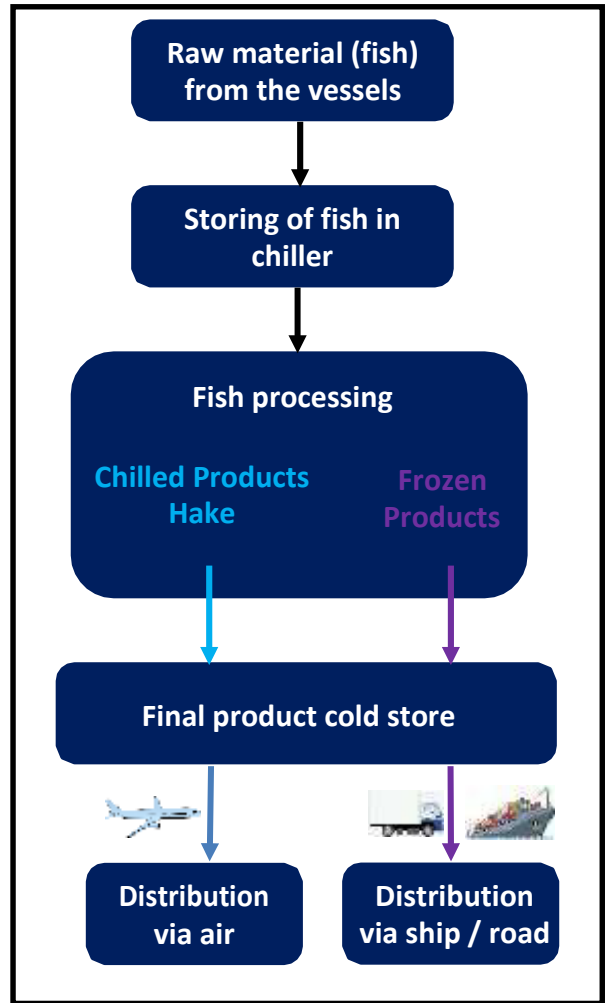 Raw material (fish)
from the vessels
Storing of fish in
chiller
Fish processing
Chilled Products
Hake
Frozen
Products
Final product cold store
Distribution
via air
Distribution
via ship / road